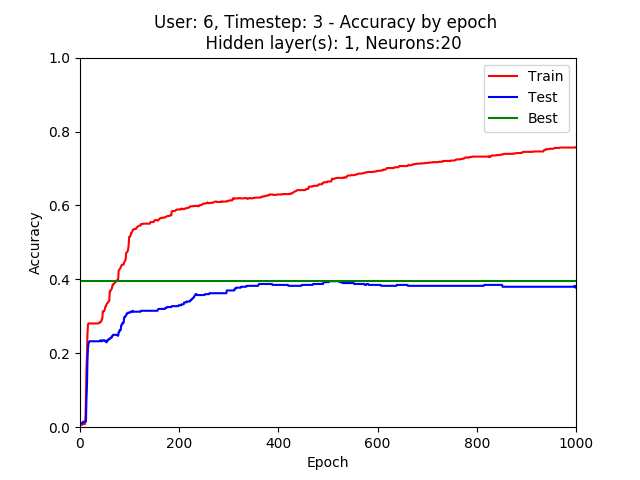 User: 6, Timestep: 3 - Accuracy by epoch
Hidden layer(s): 1, Neurons:20
Train
Test
Best
Accuracy
1.0
0.8
0.6
0.4
0.2
0.0
0 200 400 600 800 1000
Epoch